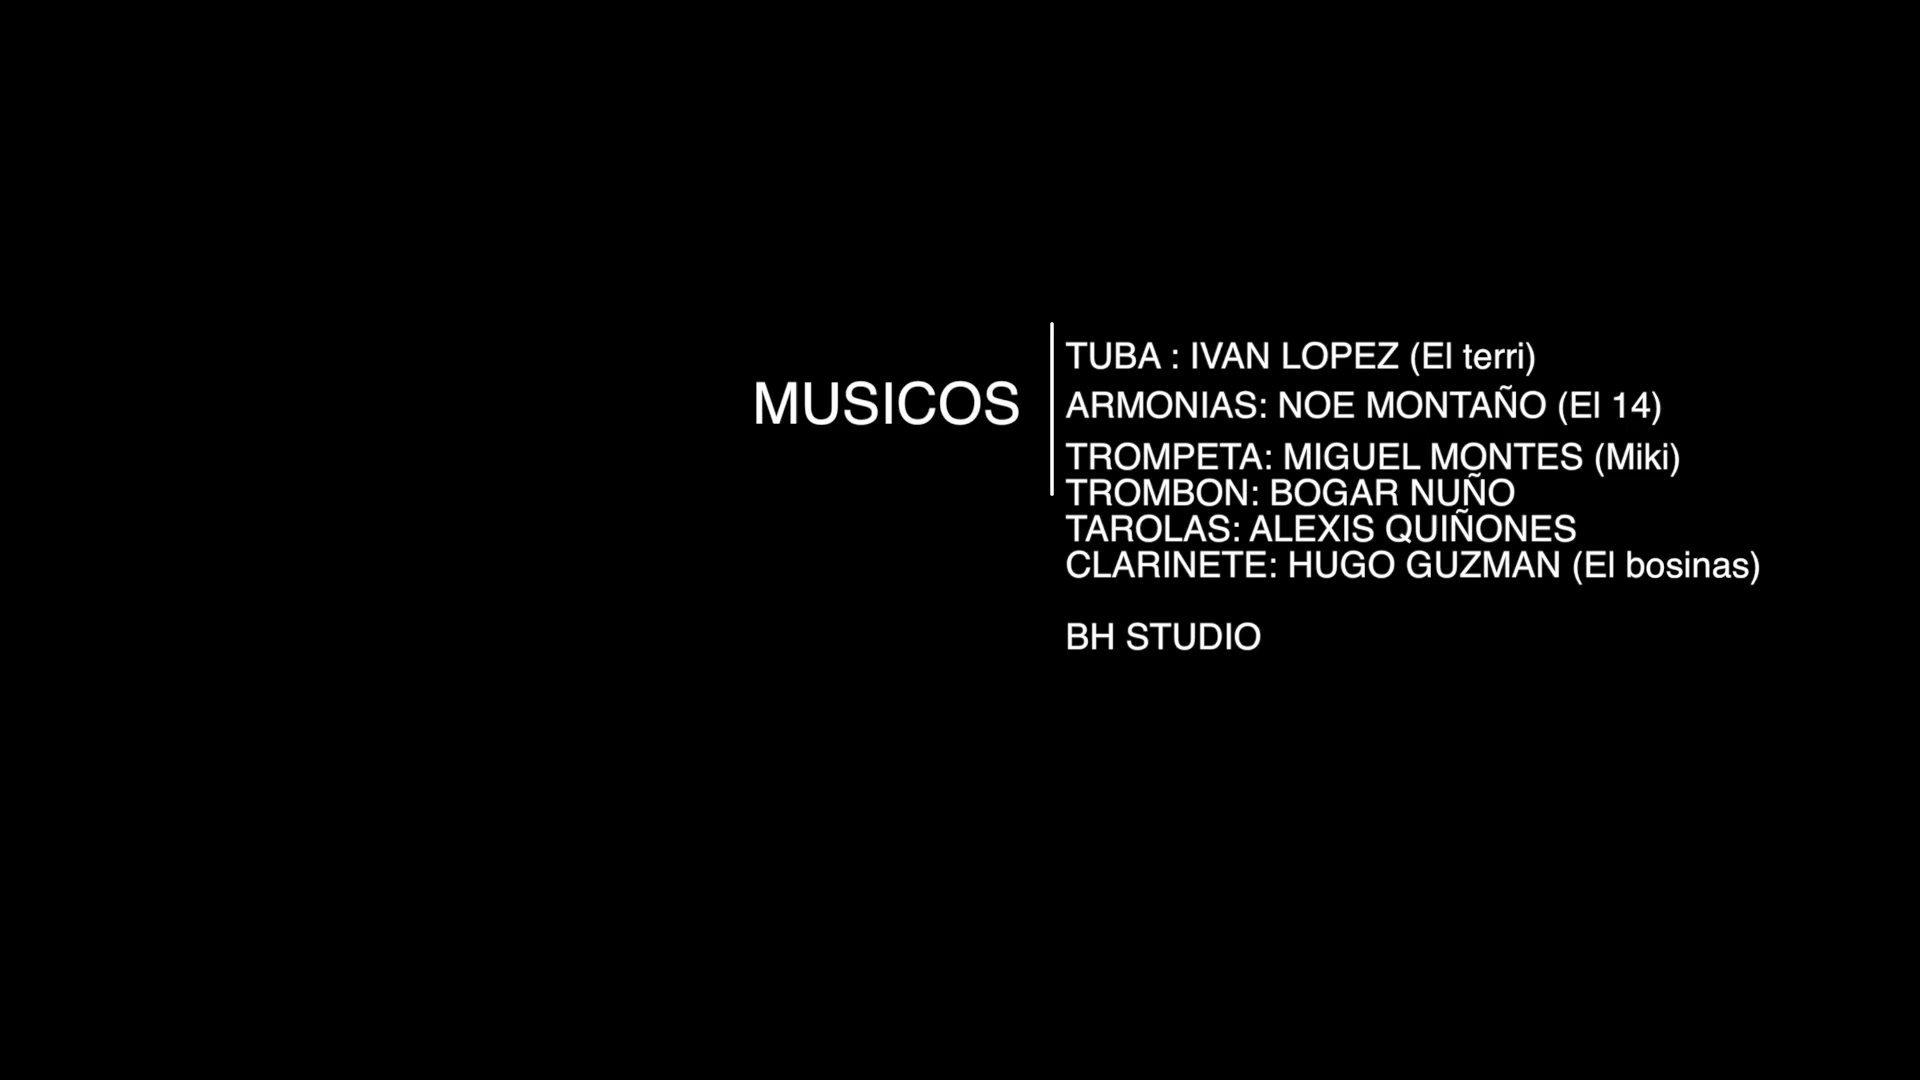 MUSICOS
TUBA : IVAN LOPEZ (El terri)
ARMONIAS: NOE MONTAÑO (El 14)
TROMPETA: MIGUEL MONTES (Miki)
TROMBON: BOGAR NUÑO
TAROLAS: ALEXIS QUIÑONES
CLARINETE: HUGO GUZMAN (El bosinas)
BH STUDIO